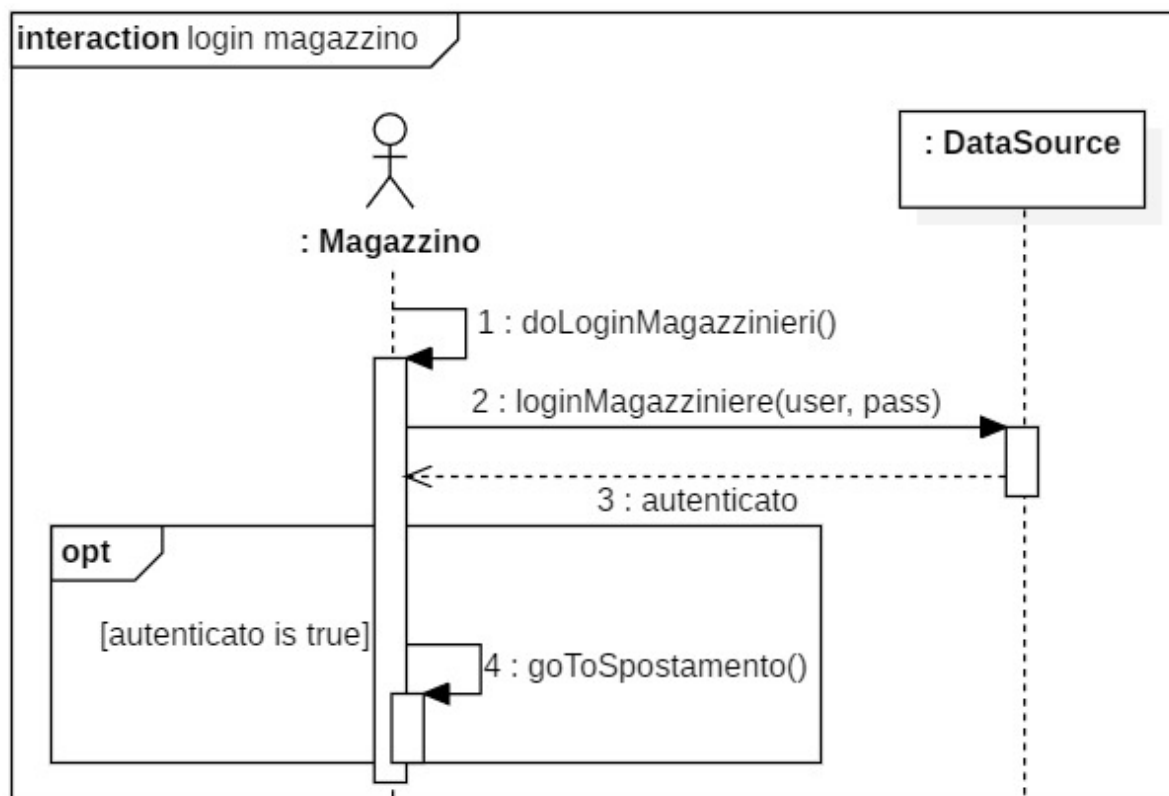 interaction login magazzino
: DataSource
: Magazzino
1 : doLoginMagazzinieri()
2 : loginMagazziniere(user, pass)
3 : autenticato
opt
[autenticato is true]
4 : goToSpostamento()